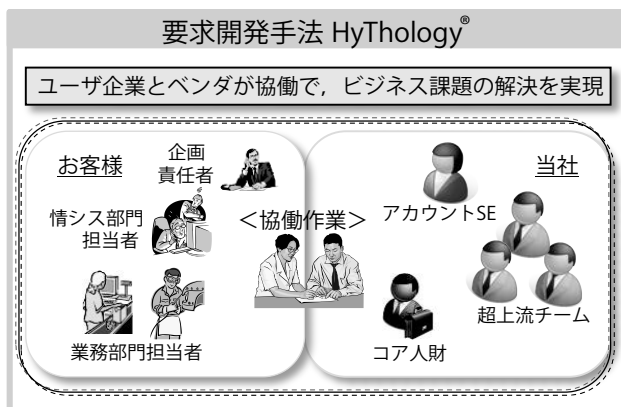 要求開発手法 HyThology®
ユーザ企業とベンダが協働で，ビジネス課題の解決を実現
お客様
企画
責任者
情シス部門
担当者
業務部門担当者
＜協働作業＞
当社
アカウントSE
超上流チーム
コア人財